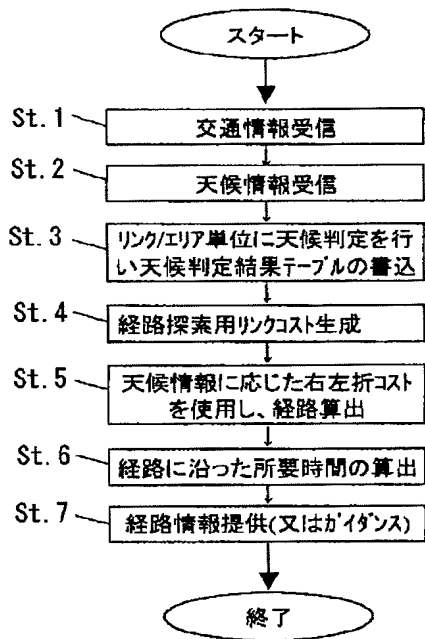 スタート
St.1
交通情報受信
St.2
天候情報受信
St.3
リンク/エリア単位に天候判定を行
い天候判定結果テーブルの書込
St.4
経路探索用リンクコスト生成
St.5
天候情報に応じた右左折コスト
を使用し、経路算出
St.6
経路に沿った所要時間の算出
St.7
経路情報提供(又はガイダンス)
終了